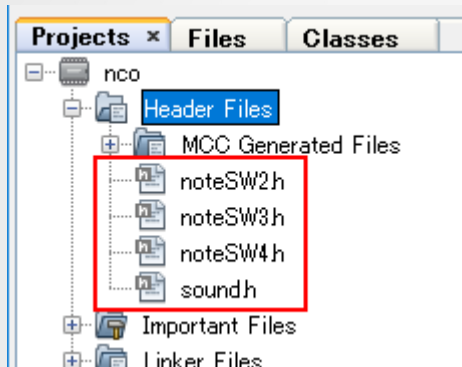 Projects × Files Classes
nco
Header Files
MCC Generated Files
noteSW2.h
noteSW3.h
noteSW4.h
sound.h
Important Files
Linker Files